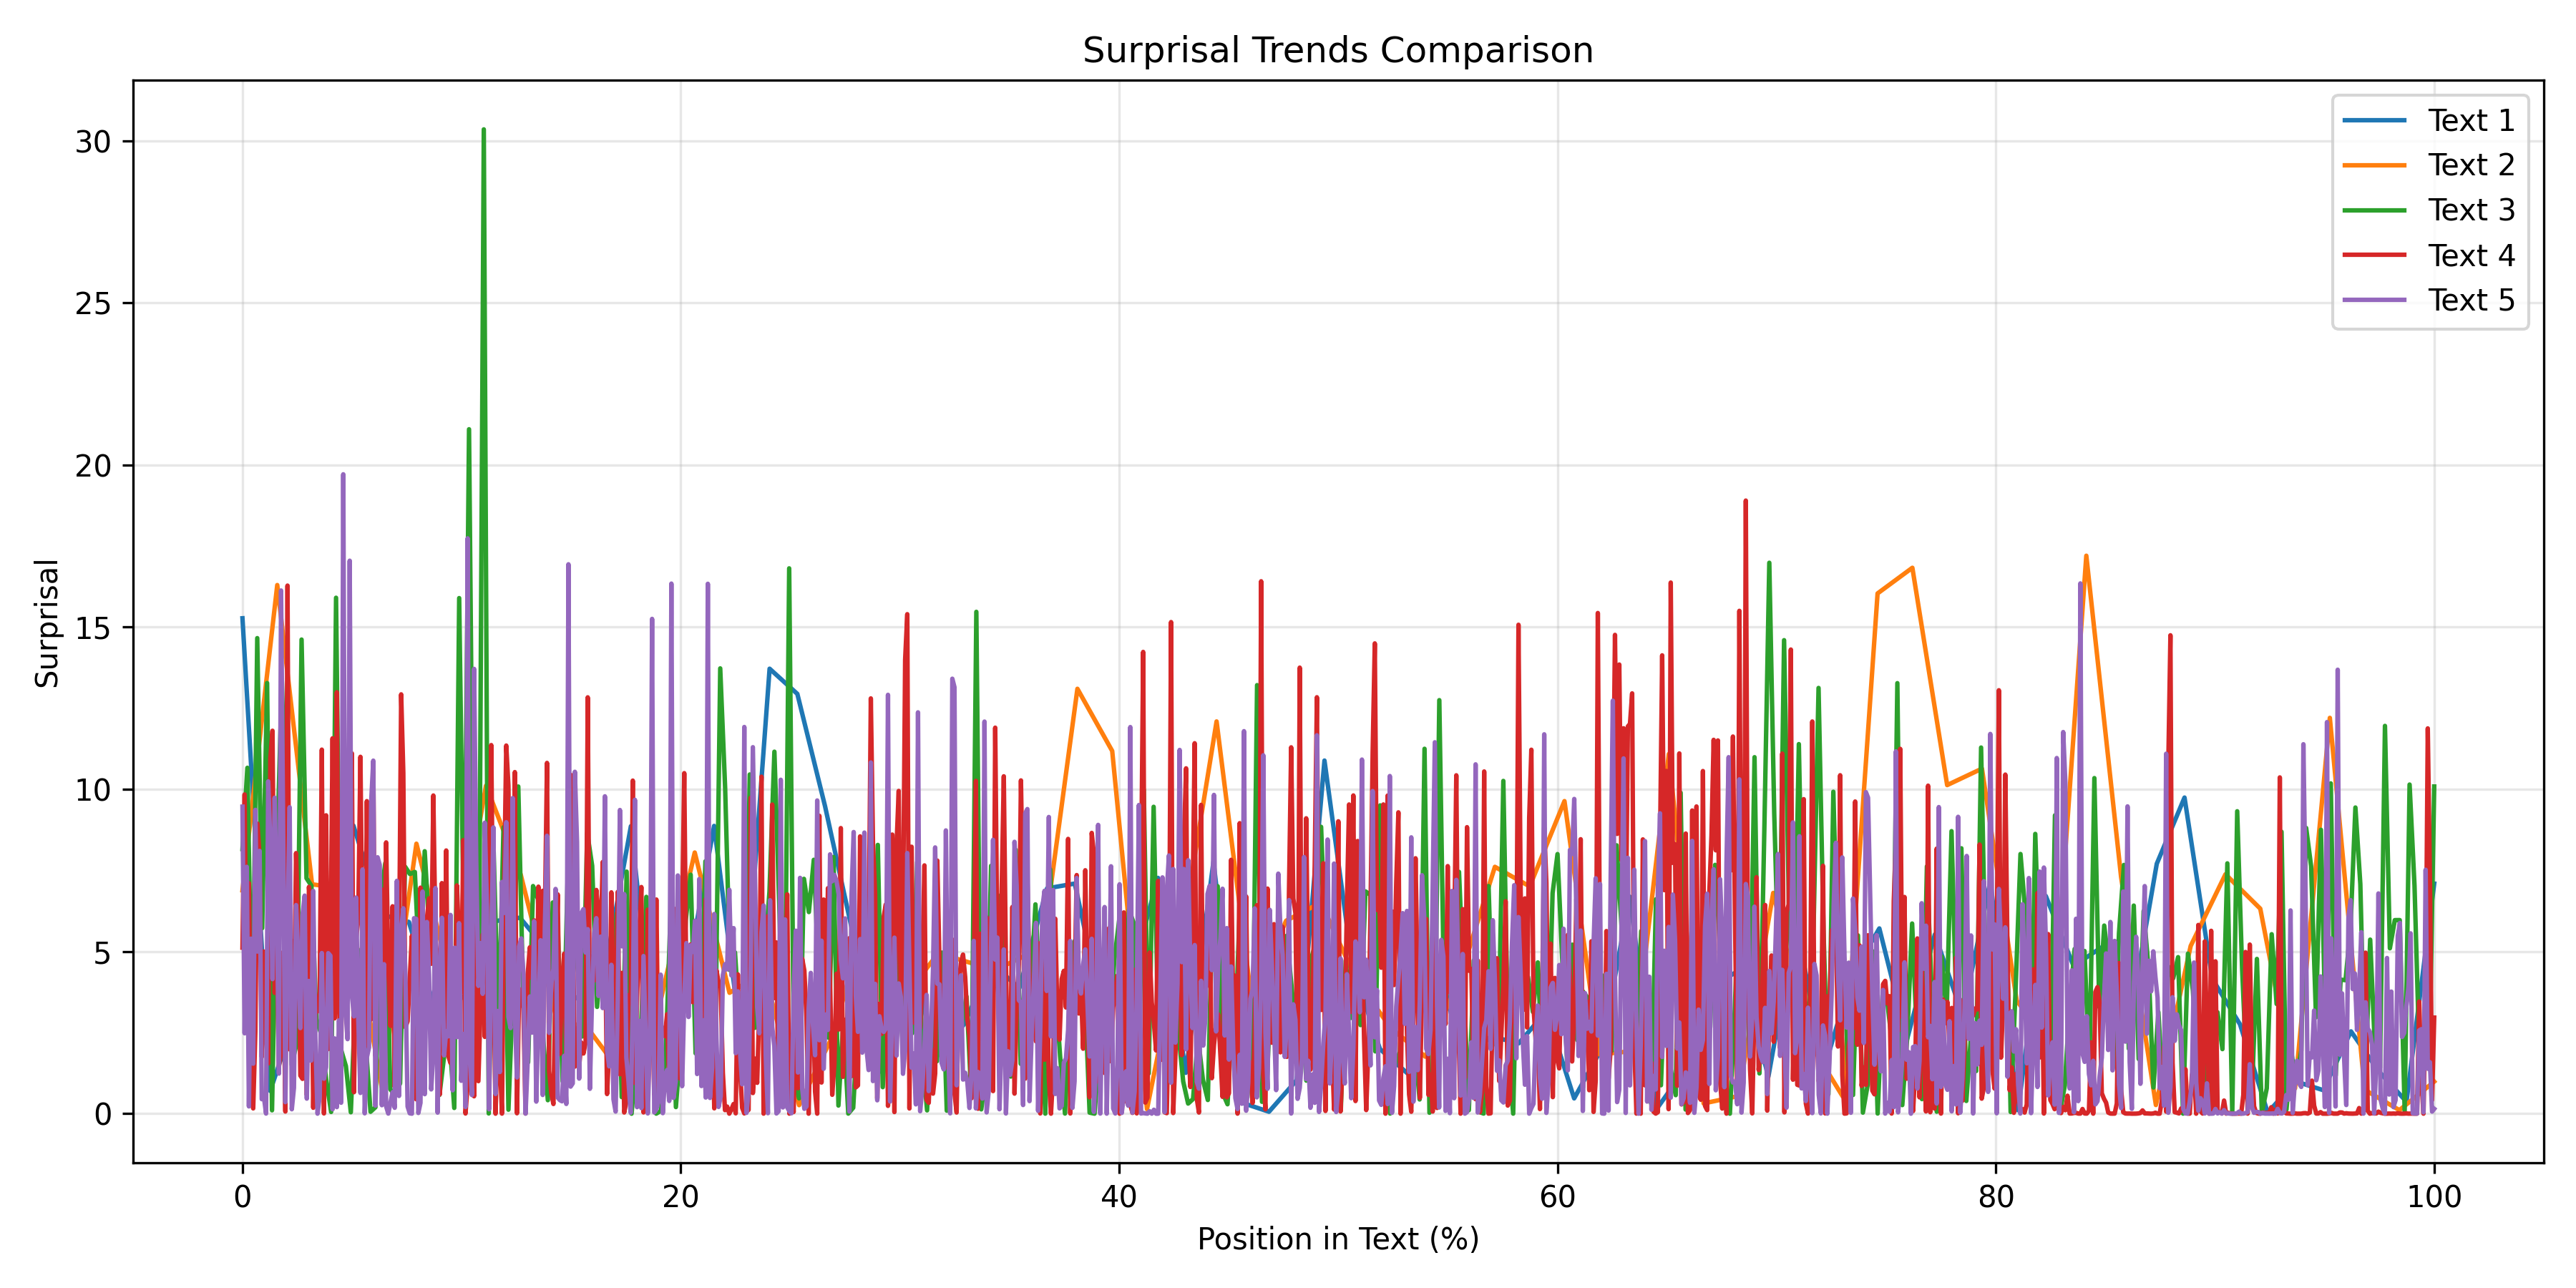 Surprisal Trends Comparison
30
25
20
15
10
5
0
Surprisal
0 20 40 60 80 100
Position in Text (%)
Text 1
Text 2
Text 3
Text 4
Text 5